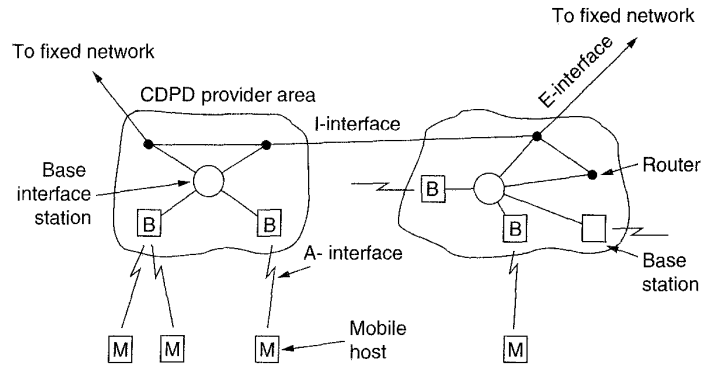 To fixed network
To fixed network
CDPD provider area
E-interface
I-interface
Base
interface
station
Router
B
B
B
B
A- interface
Base
station
Mobile
host
M
M
M
M